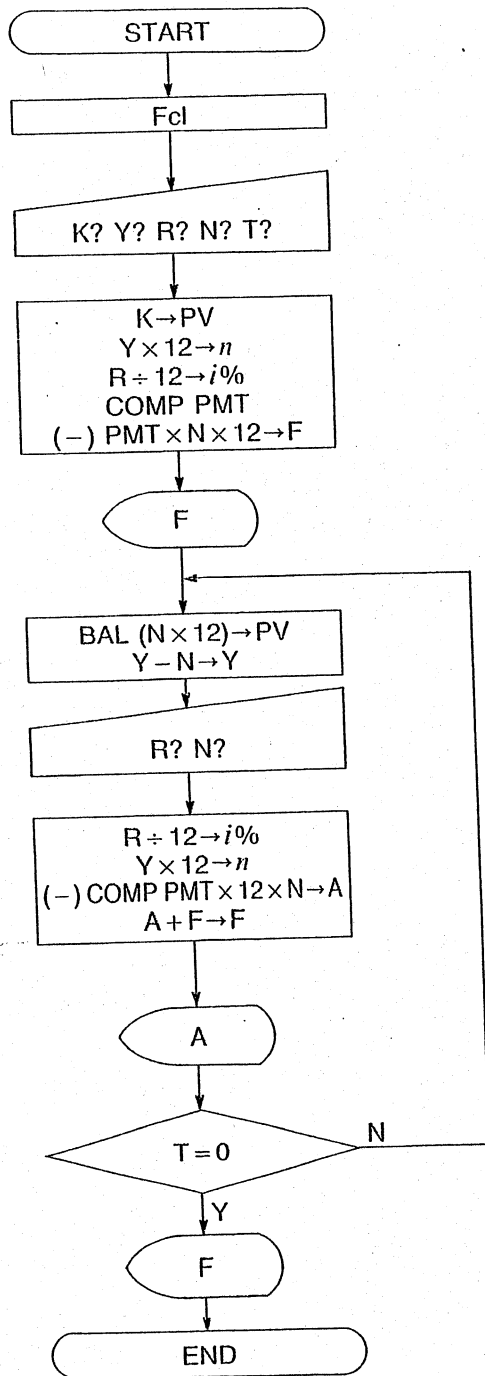 START
Fcl
K? Y? R? N? T?
K→PV
Y×12→n
R÷12→i%
COMP PMT
(−) PMT×N×12→F
F
BAL (N×12)→PV
Y−N→Y
R? N?
R÷12→i%
Y×12→n
(−) COMP PMT×12×N→A
A+F→F
A
T=0
N
Y
F
END